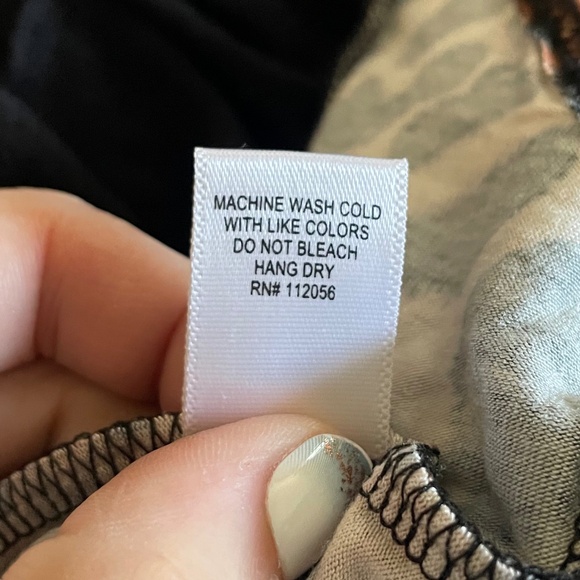 MACHINE WASH COLD
WITH LIKE COLORS
DO NOT BLEACH
HANG DRY
RN# 112056